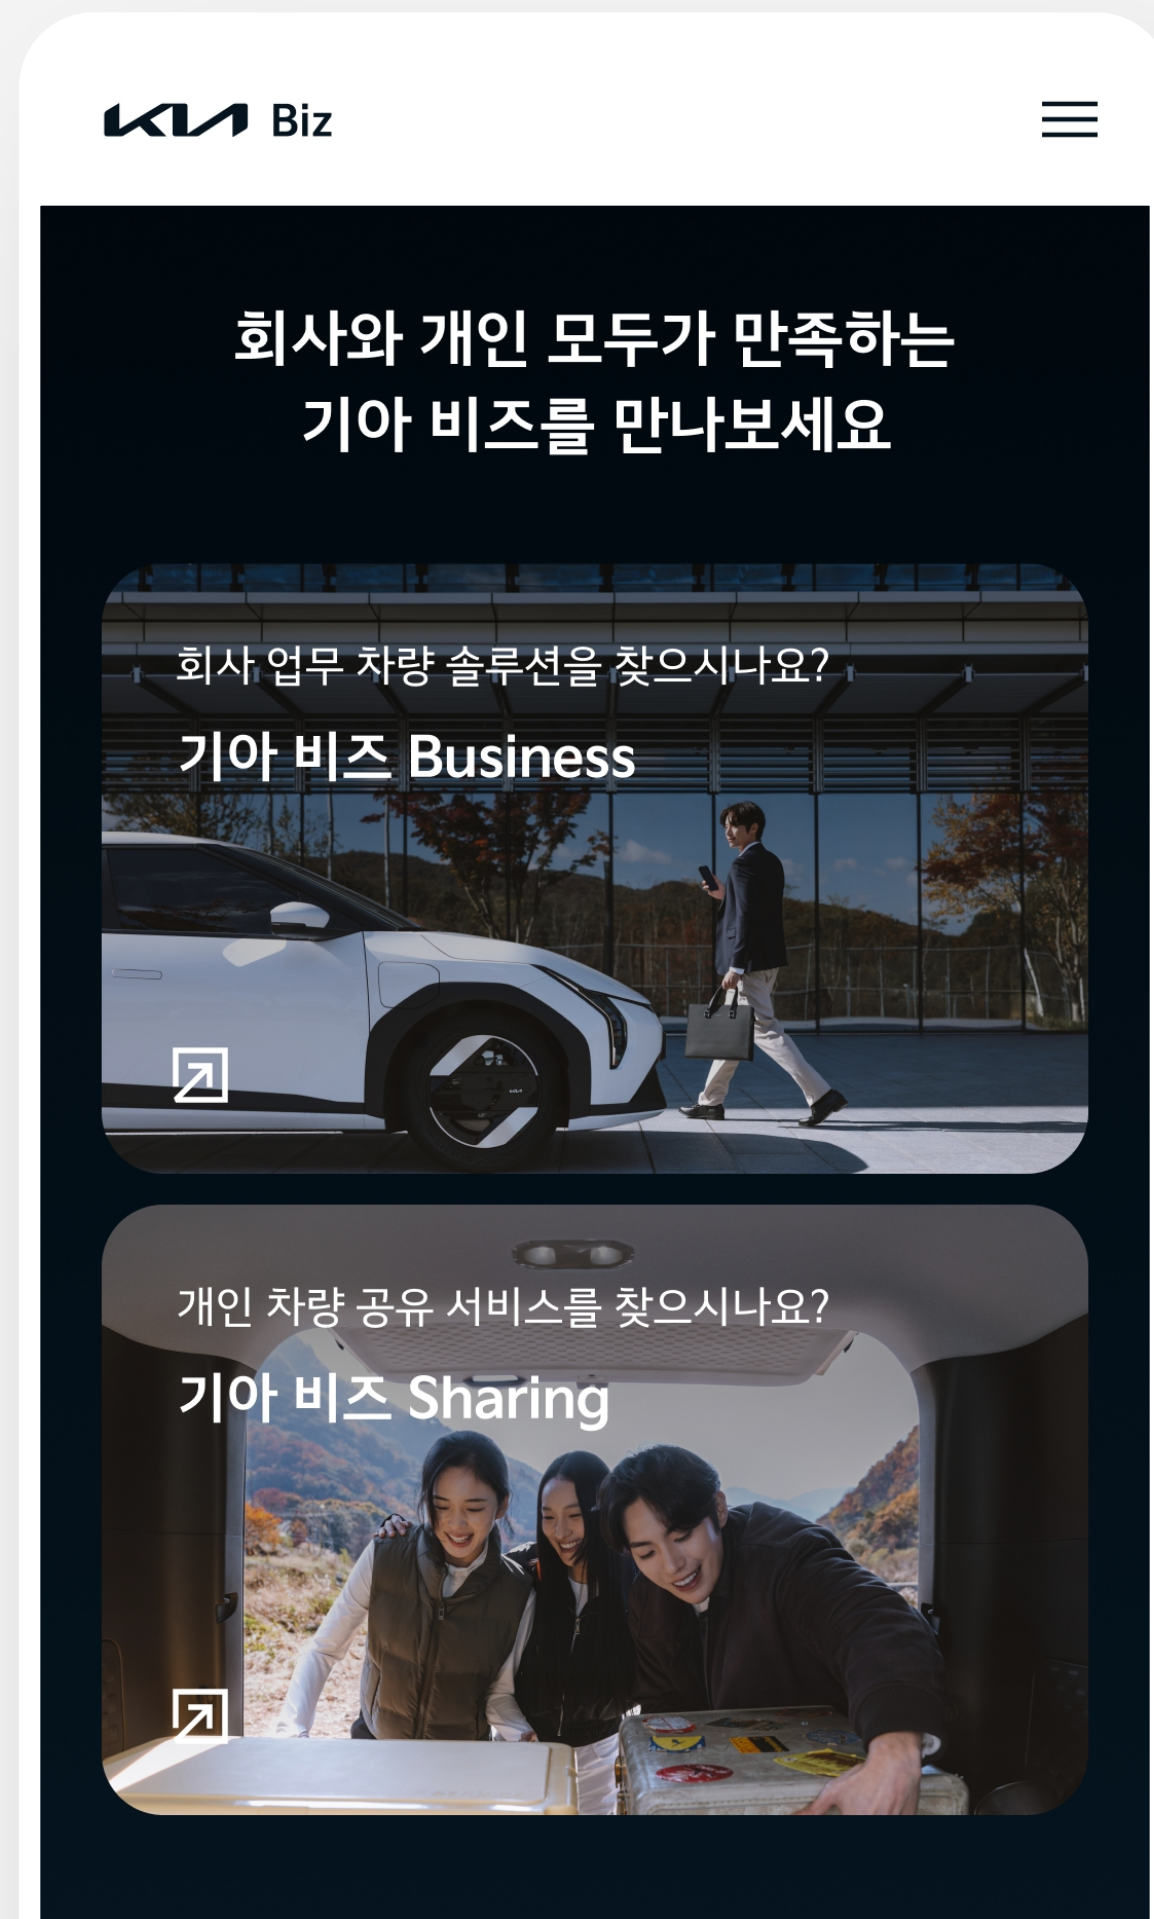 KIA Biz
회사와 개인 모두가 만족하는
기아 비즈를 만나보세요
회사 업무 차량 솔루션을 찾으시나요?
기아 비즈 Business
개인 차량 공유 서비스를 찾으시나요?
기아 비즈 Sharing